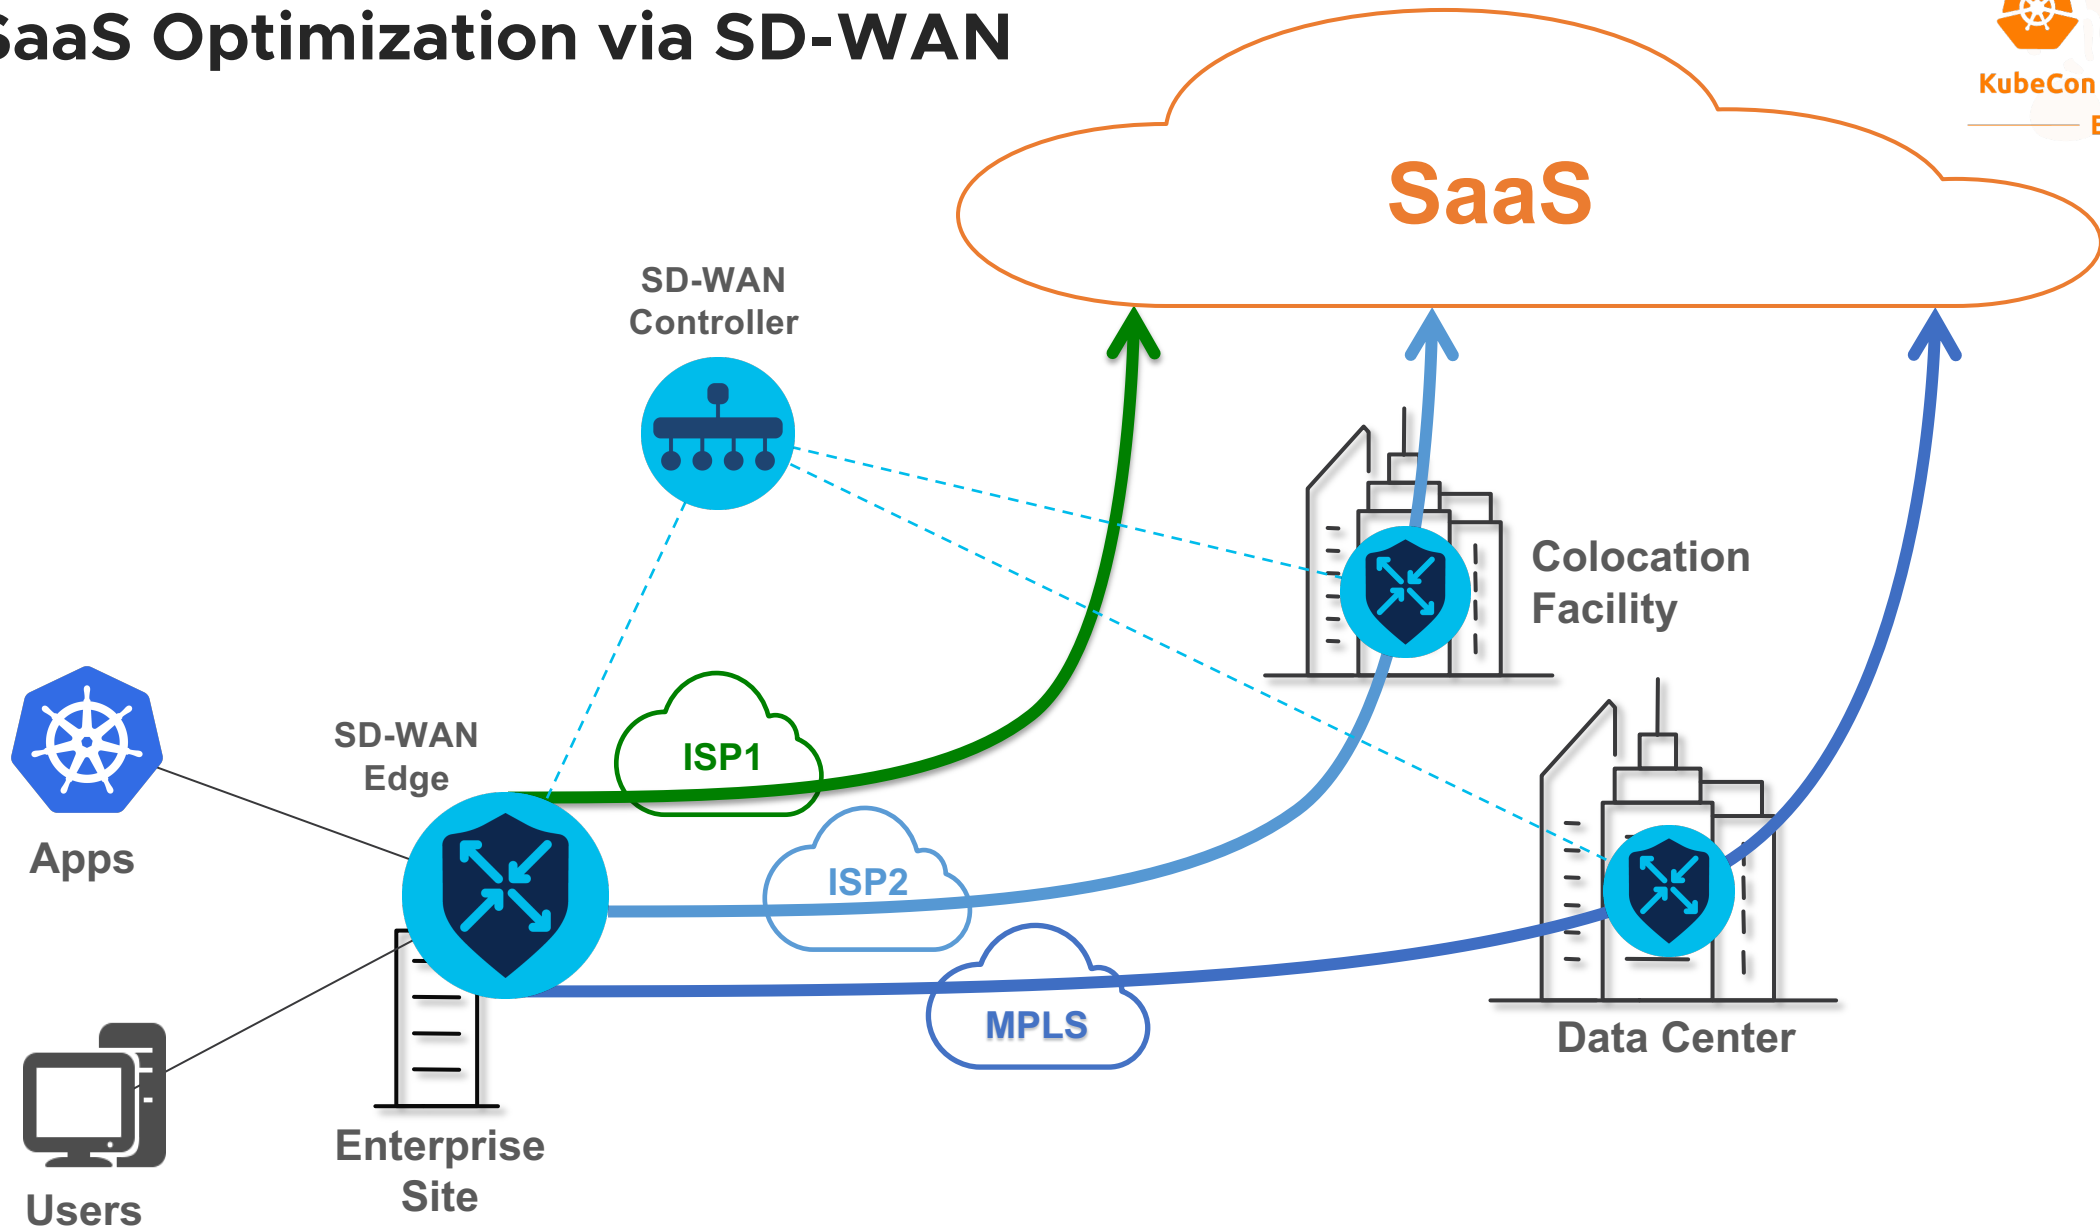 SaaS Optimization via SD-WAN
KubeCon
SaaS
SD-WAN
Controller
Colocation
Facility
SD-WAN
Edge
ISP1
Apps
ISP2
MPLS
Data Center
Enterprise
Site
Users